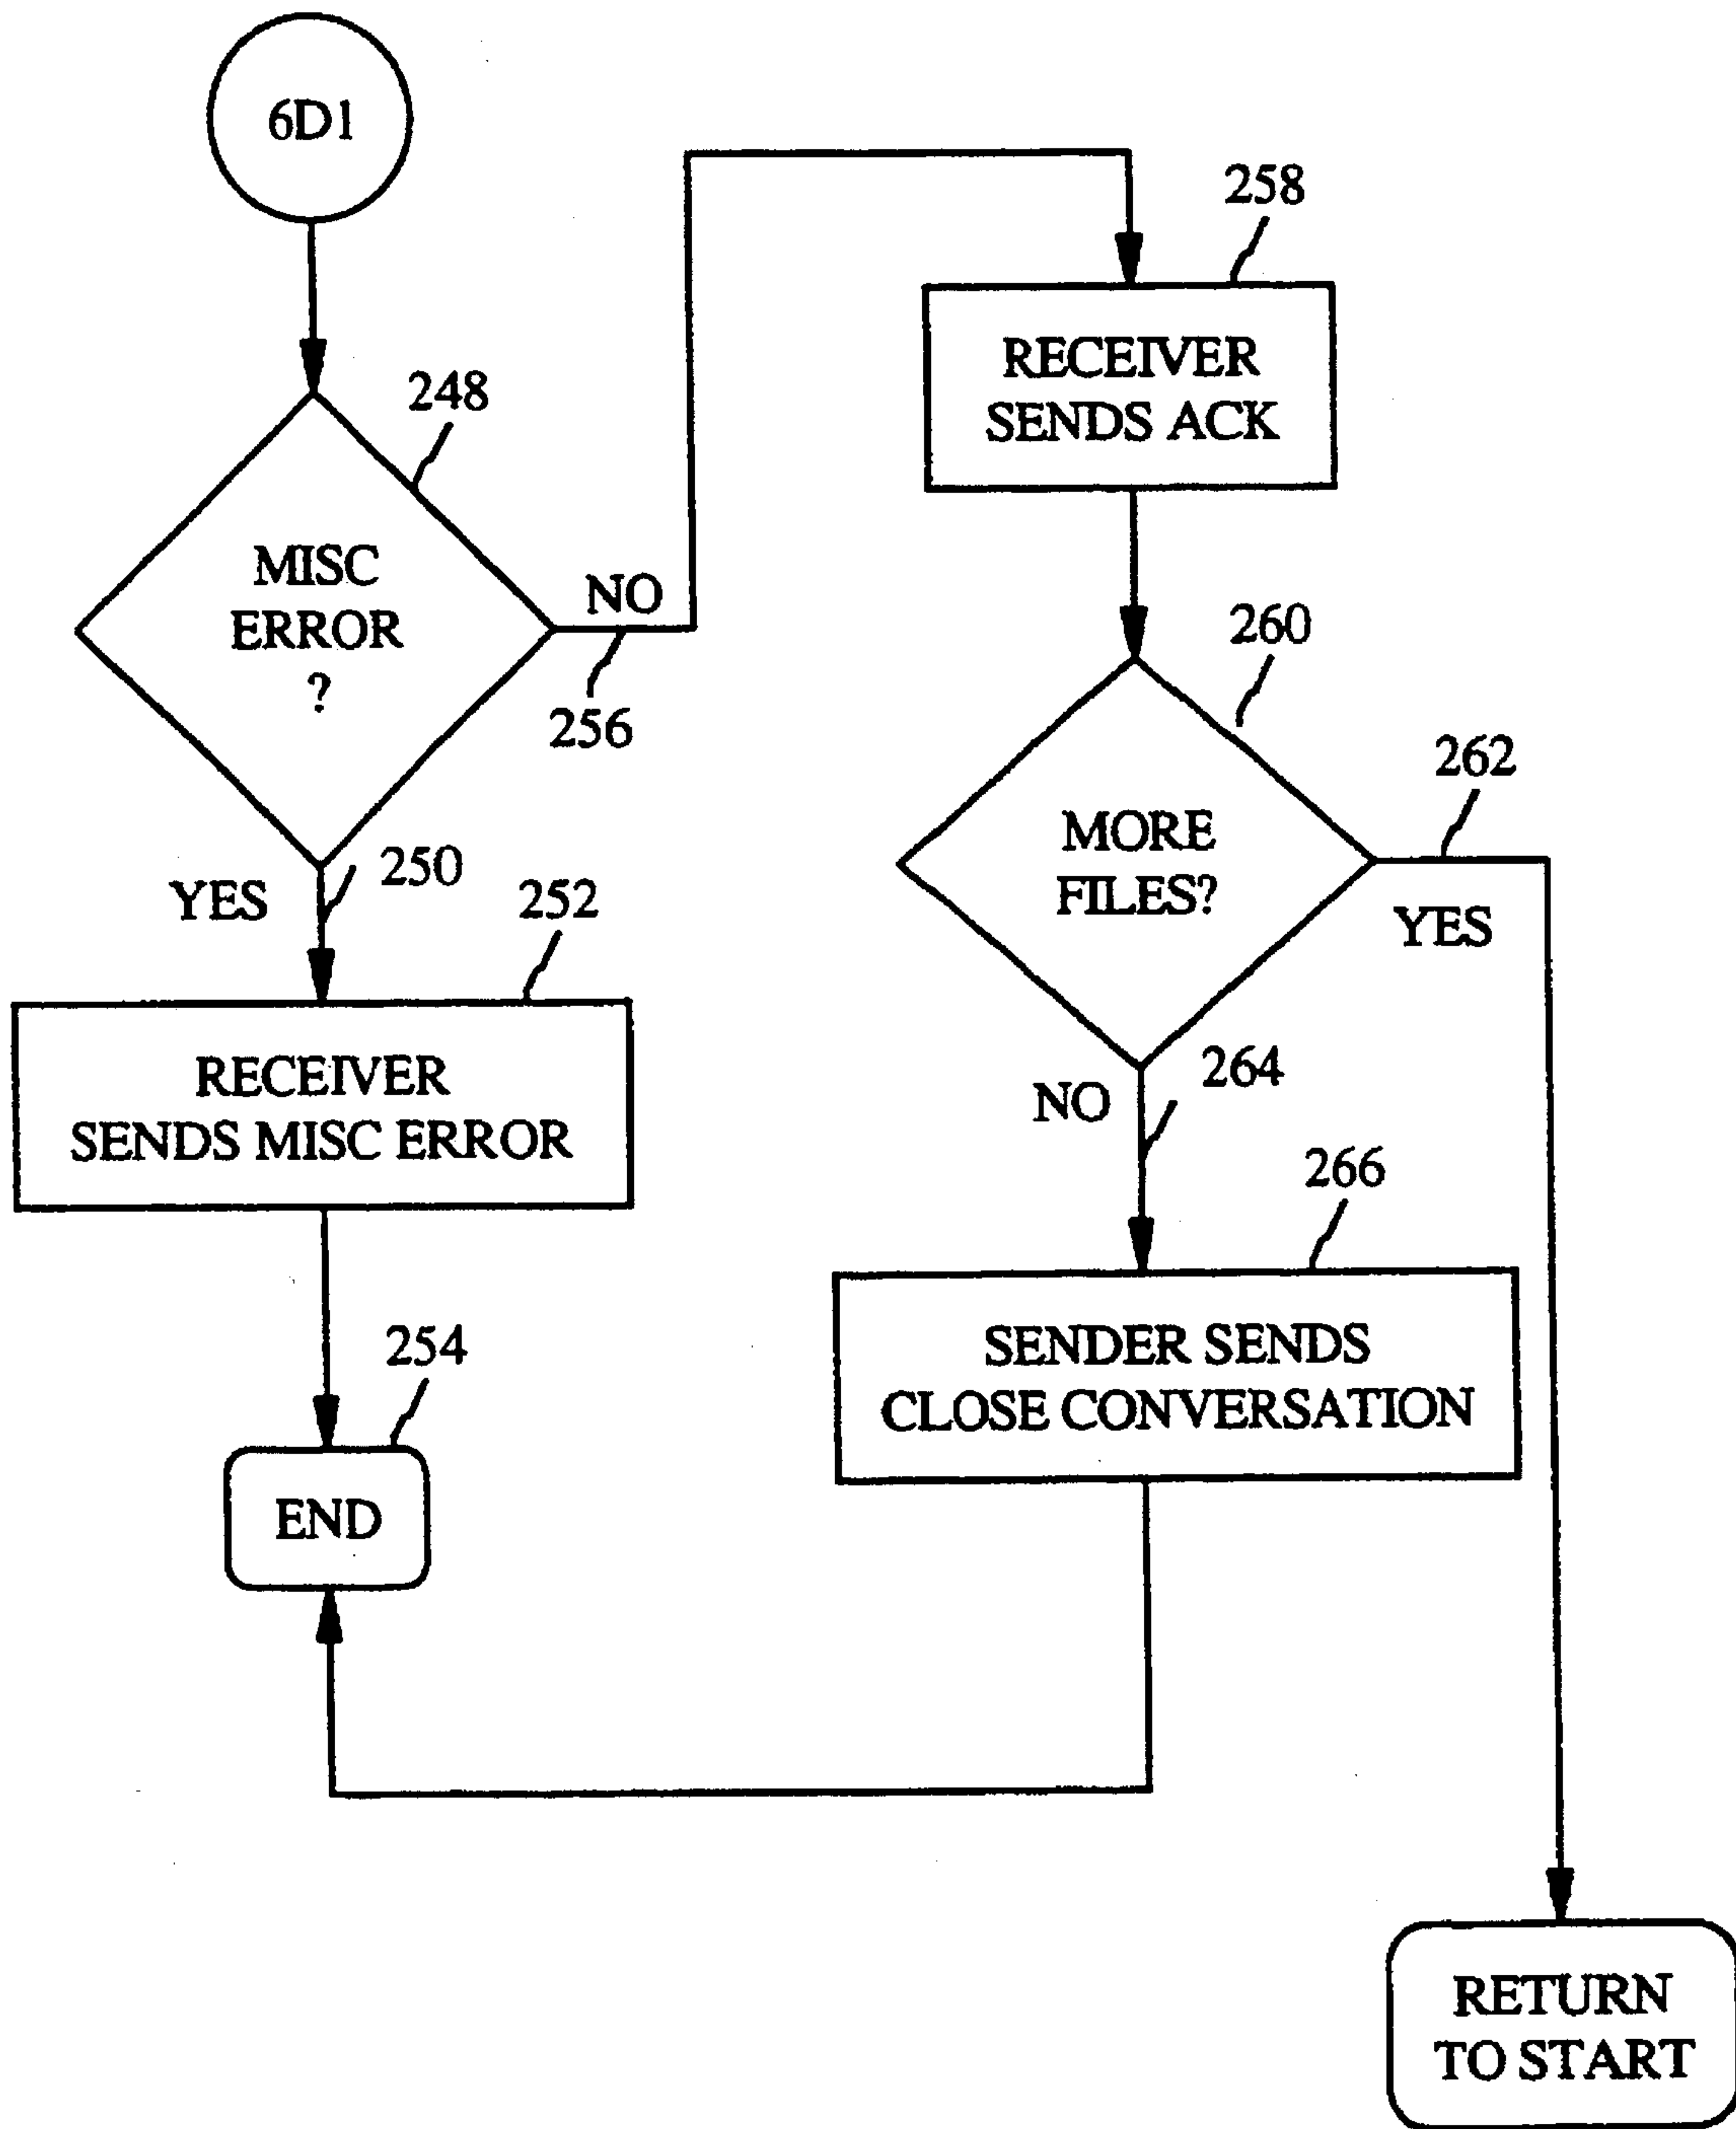 6D1
248
MISC
ERROR
?
NO
256
YES
250
252
RECEIVER
SENDS MISC ERROR
254
END
258
RECEIVER
SENDS ACK
260
MORE
FILES?
262
YES
264
NO
266
SENDER SENDS
CLOSE CONVERSATION
RETURN
TO START